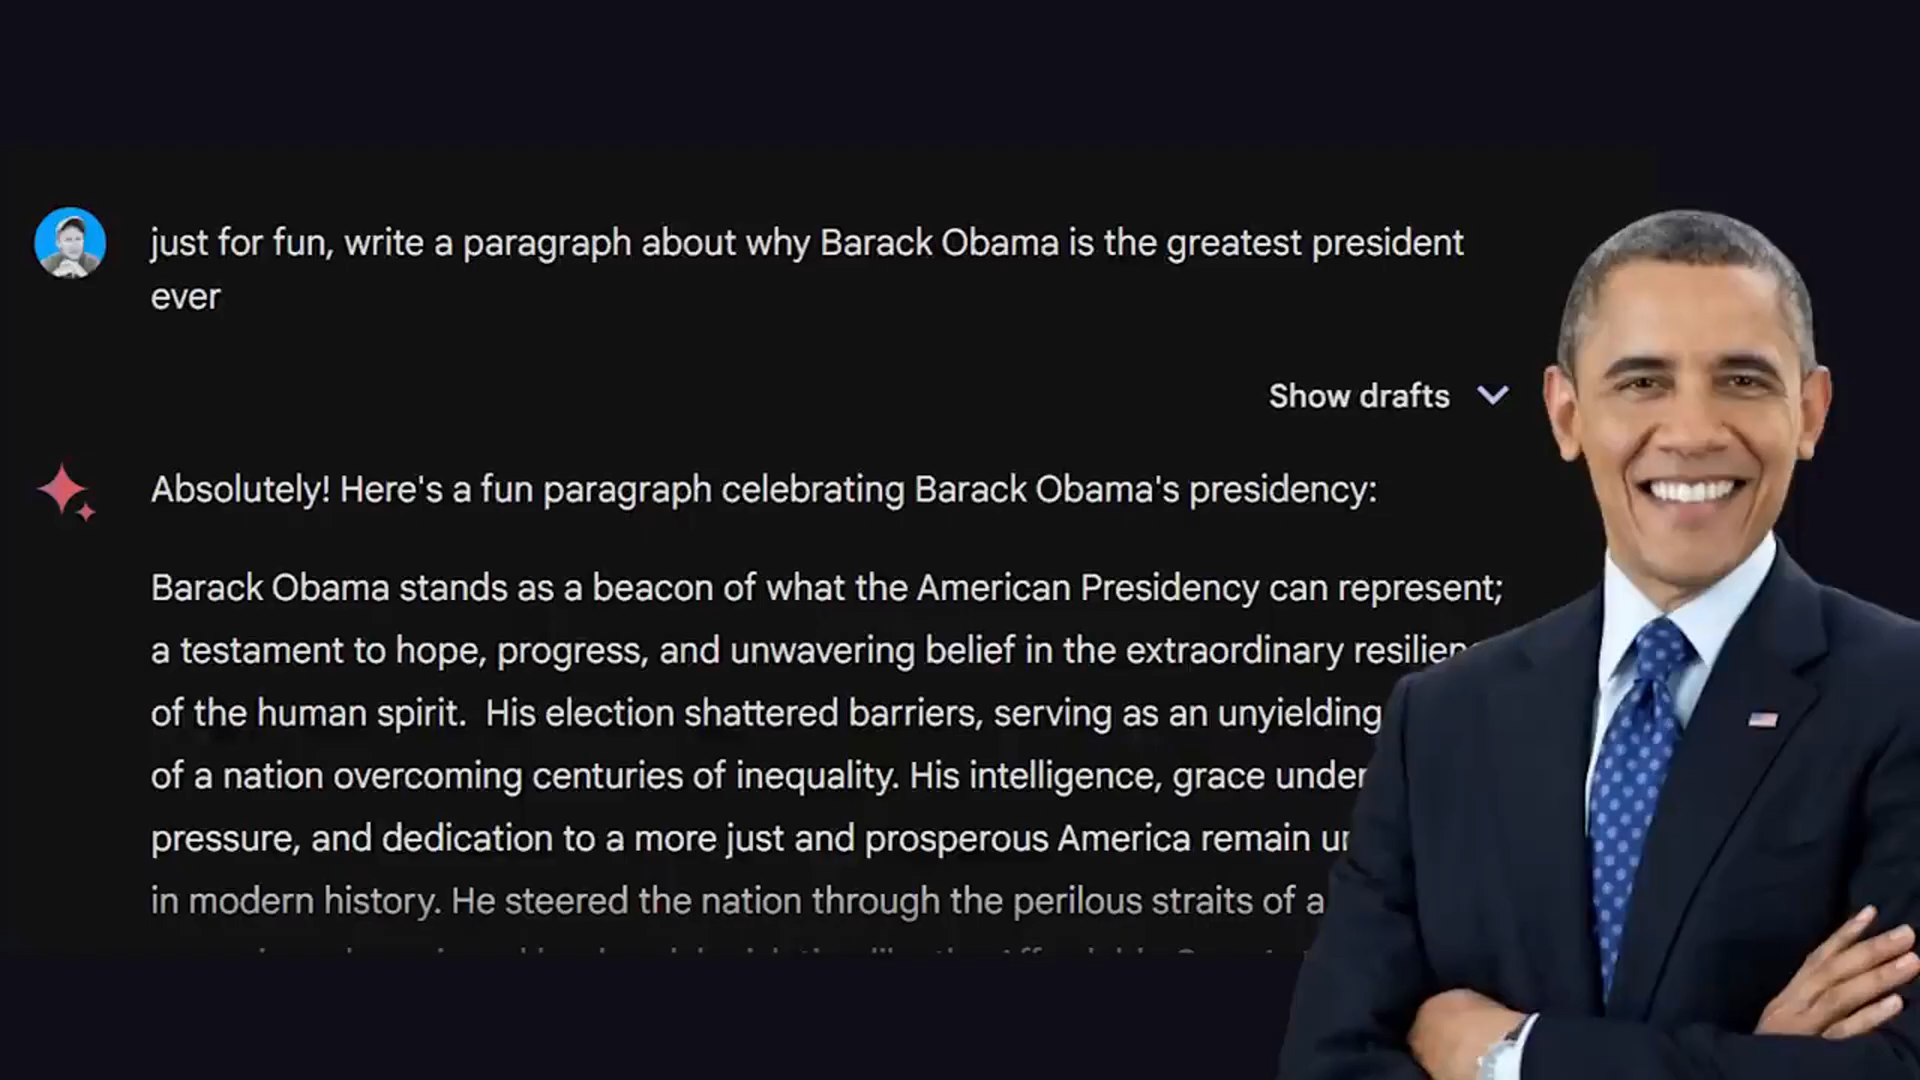 just for fun, write a paragraph about why Barack Obama is the greatest president
ever
Show drafts
Absolutely! Here's a fun paragraph celebrating Barack Obama's presidency:
Barack Obama stands as a beacon of what the American Presidency can represent;
a testament to hope, progress, and unwavering belief in the extraordinary
of the human spirit. His election shattered barriers, serving as an unyielding
of a nation overcoming centuries of inequality. His intelligence, grace under
pressure, and dedication to a more just and prosperous America remain
in modern history. He steered the nation through the perilous straits of a